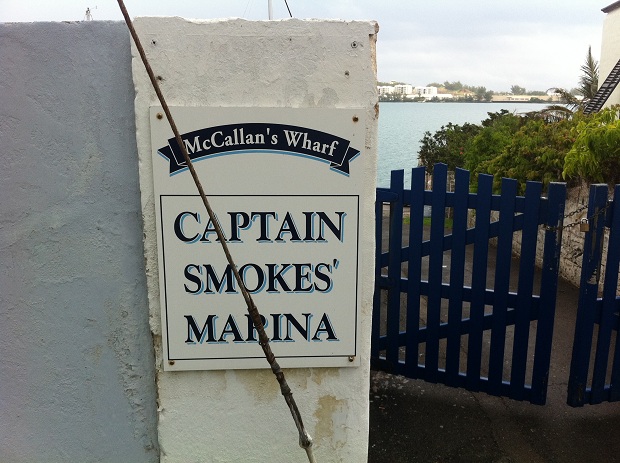 McCallan's Wharf
CAPTAIN
SMOKES'
MARINA